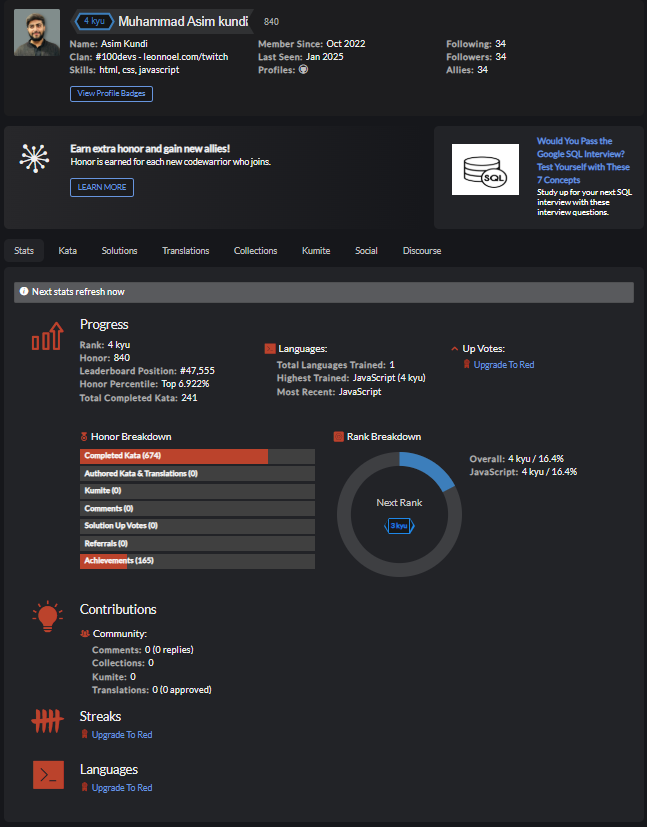 4 kyu Muhammad Asim kundi 840
Name: Asim Kundi
Clan: #100devs - leonnoel.com/twitch
Skills: html, css, javascript
Member Since: Oct 2022
Last Seen: Jan 2025
Profiles:
Following: 34
Followers: 34
Allies: 34
View Profile Badges
Earn extra honor and gain new allies!
Honor is earned for each new codewarrior who joins.
LEARN MORE
SQL
Would You Pass the
Google SQL Interview?
Test Yourself with These
7 Concepts
Study up for your next SQL
interview with these
interview questions.
Stats Kata Solutions Translations Collections Kumite Social Discourse
Next stats refresh now
Progress
Rank: 4 kyu
Honor: 840
Leaderboard Position: #47,555
Honor Percentile: Top 6.922%
Total Completed Kata: 241
Languages:
Total Languages Trained: 1
Highest Trained: JavaScript (4 kyu)
Most Recent: JavaScript
Up Votes:
Upgrade To Red
Honor Breakdown
Completed Kata (674)
Authored Kata & Translations (0)
Kumite (0)
Comments (0)
Solution Up Votes (0)
Referrals (0)
Achievements (165)
Rank Breakdown
Next Rank
3 kyu
Overall: 4 kyu / 16.4%
JavaScript: 4 kyu / 16.4%
Contributions
Community:
Comments: 0 (0 replies)
Collections: 0
Kumite: 0
Translations: 0 (0 approved)
Streaks
Upgrade To Red
Languages
Upgrade To Red